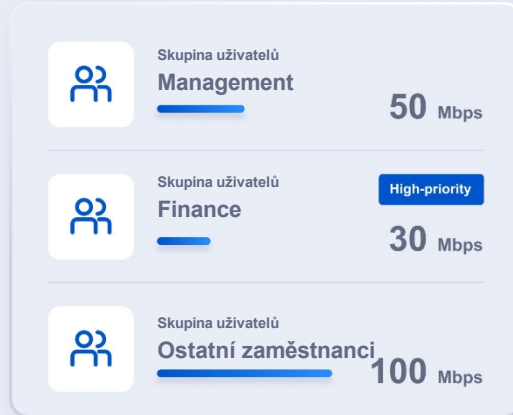 Skupina uživatelů
Management
50 Mbps
Skupina uživatelů
High-priority
Finance
30 Mbps
Skupina uživatelů
Ostatní zaměstnanci
100 Mbps